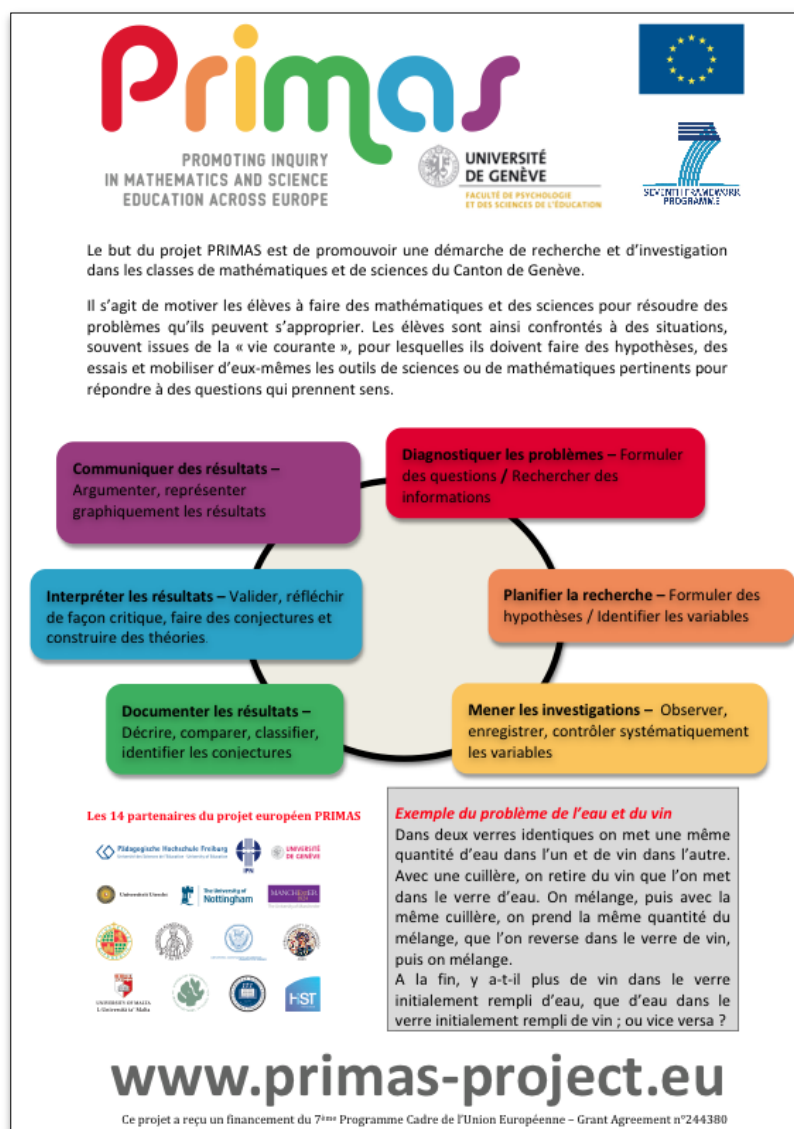 Primas
PROMOTING INQUIRY
IN MATHEMATICS AND SCIENCE
EDUCATION ACROSS EUROPE
UNIVERSITÉ
DE GENÈVE
FACULTÉ DE PSYCHOLOGIE
ET DES SCIENCES DE L'ÉDUCATION
SEVENTH FRAMEWORK
PROGRAMME
Le but du projet PRIMAS est de promouvoir une démarche de recherche et d'investigation
dans les classes de mathématiques et de sciences du Canton de Genève.
Il s'agit de motiver les élèves à faire des mathématiques et des sciences pour résoudre des
problèmes qu'ils peuvent s'approprier. Les élèves sont ainsi confrontés à des situations,
souvent issues de la « vie courante », pour lesquelles ils doivent faire des hypothèses, des
essais et mobiliser d'eux-mêmes les outils de sciences ou de mathématiques pertinents pour
répondre à des questions qui prennent sens.
Communiquer des résultats –
Argumenter, représenter
graphiquement les résultats
Diagnostiquer les problèmes – Formuler
des questions / Rechercher des
informations
Interpréter les résultats – Valider, réfléchir
de façon critique, faire des conjectures et
construire des théories.
Planifier la recherche – Formuler des
hypothèses / Identifier les variables
Documenter les résultats –
Décrire, comparer, classifier,
identifier les conjectures
Mener les investigations – Observer,
enregistrer, contrôler systématiquement
les variables
Les 14 partenaires du projet européen PRIMAS
Pädagogische Hochschule Freiburg
IPN
UNIVERSITÉ
DE GENÈVE
Universiteit Utrecht
The University of
Nottingham
MANCHESTER
1824
UNIVERSITY OF MALTA
L-Università ta' Malta
HiST
Exemple du problème de l'eau et du vin
Dans deux verres identiques on met une même
quantité d'eau dans l'un et de vin dans l'autre.
Avec une cuillère, on retire du vin que l'on met
dans le verre d'eau. On mélange, puis avec la
même cuillère, on prend la même quantité du
mélange, que l'on reverse dans le verre de vin,
puis on mélange.
A la fin, y a-t-il plus de vin dans le verre
initialement rempli d'eau, que d'eau dans le
verre initialement rempli de vin ; ou vice versa ?
www.primas-project.eu
Ce projet a reçu un financement du 7ème Programme Cadre de l'Union Européenne – Grant Agreement n°244380